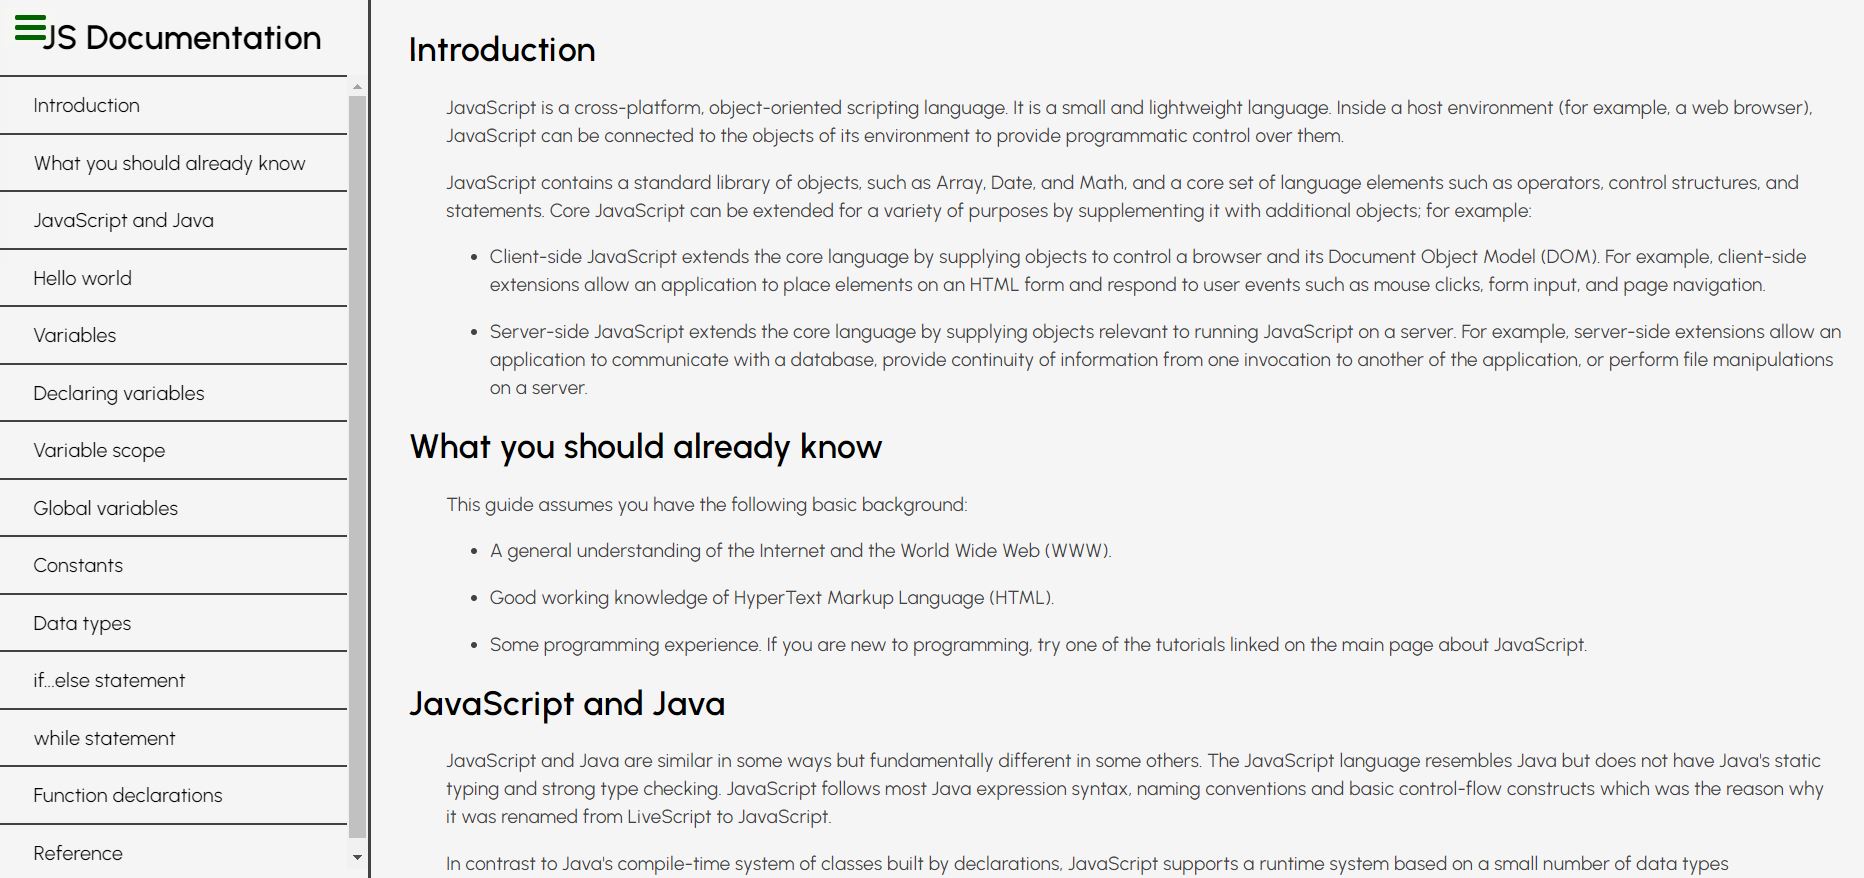 JS Documentation
Introduction
What you should already know
JavaScript and Java
Hello world
Variables
Declaring variables
Variable scope
Global variables
Constants
Data types
if...else statement
while statement
Function declarations
Reference
Introduction
JavaScript is a cross-platform, object-oriented scripting language. It is a small and lightweight language. Inside a host environment (for example, a web browser),
JavaScript can be connected to the objects of its environment to provide programmatic control over them.
JavaScript contains a standard library of objects, such as Array, Date, and Math, and a core set of language elements such as operators, control structures, and
statements. Core JavaScript can be extended for a variety of purposes by supplementing it with additional objects; for example:
• Client-side JavaScript extends the core language by supplying objects to control a browser and its Document Object Model (DOM). For example, client-side
extensions allow an application to place elements on an HTML form and respond to user events such as mouse clicks, form input, and page navigation.
• Server-side JavaScript extends the core language by supplying objects relevant to running JavaScript on a server. For example, server-side extensions allow an
application to communicate with a database, provide continuity of information from one invocation to another of the application, or perform file manipulations
on a server.
What you should already know
This guide assumes you have the following basic background:
• A general understanding of the Internet and the World Wide Web (WWW).
• Good working knowledge of HyperText Markup Language (HTML).
• Some programming experience. If you are new to programming, try one of the tutorials linked on the main page about JavaScript.
JavaScript and Java
JavaScript and Java are similar in some ways but fundamentally different in some others. The JavaScript language resembles Java but does not have Java's static
typing and strong type checking. JavaScript follows most Java expression syntax, naming conventions and basic control-flow constructs which was the reason why
it was renamed from LiveScript to JavaScript.
In contrast to Java's compile-time system of classes built by declarations, JavaScript supports a runtime system based on a small number of data types